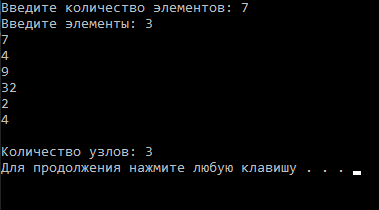 Введите количество элементов: 7
Введите элементы: 3
7
4
9
32
2
4
Количество узлов: 3
Для продолжения нажмите любую клавишу . . .